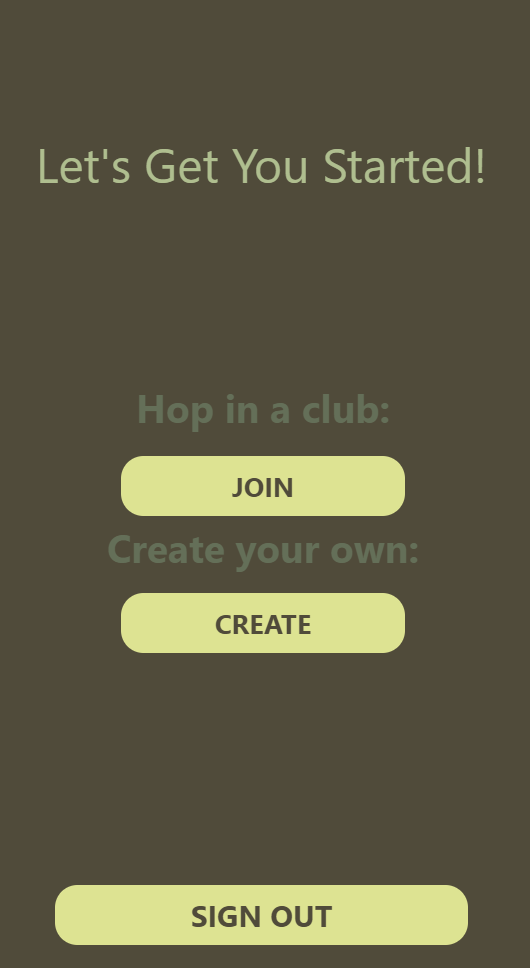 Let's Get You Started!
Hop in a club:
JOIN
Create your own:
CREATE
SIGN OUT